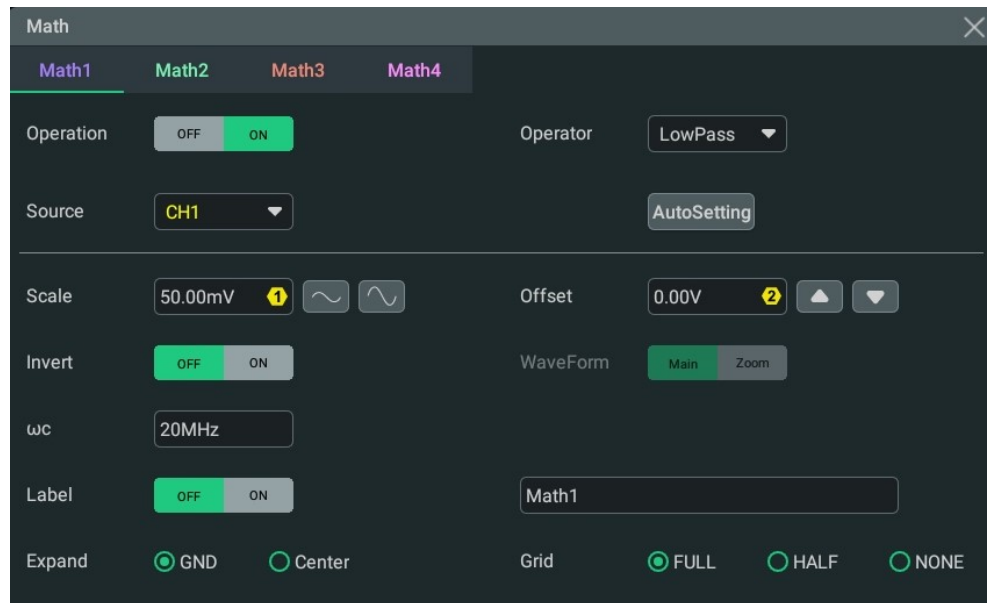 Math
Math1 Math2 Math3 Math4
Operation OFF ON Operator LowPass
Source CH1 AutoSetting
Scale 50.00mV 1 Offset 0.00V 2
Invert OFF ON WaveForm Main Zoom
ωc 20MHz
Label OFF ON Math1
Expand GND Center Grid FULL HALF NONE